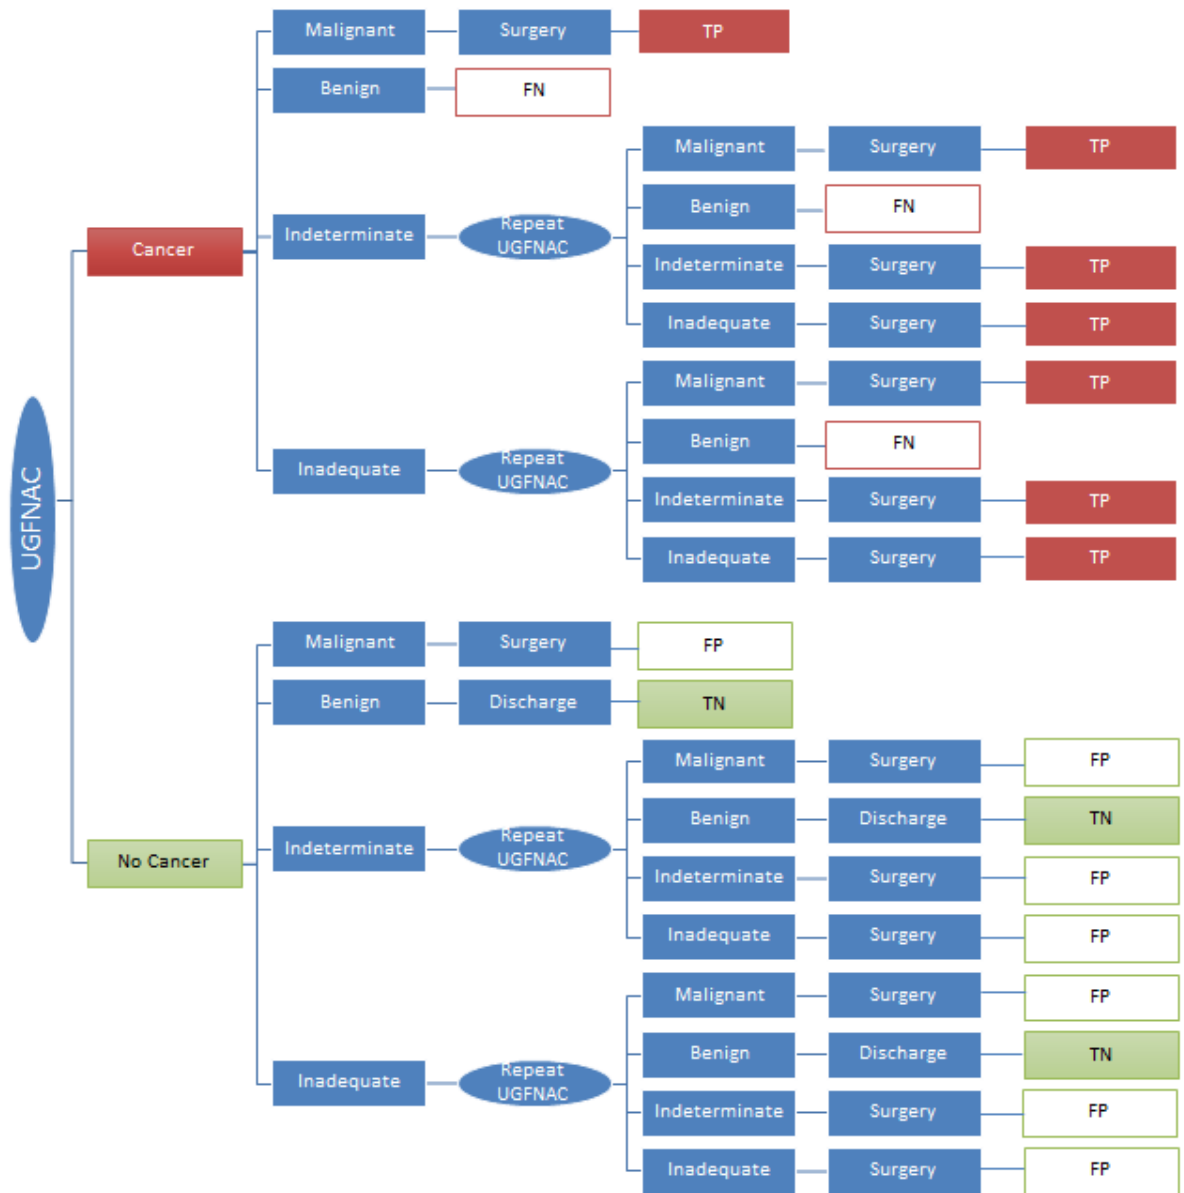 Malignant
Surgery
TP
Benign
FN
Malignant
Surgery
TP
Benign
FN
Indeterminate
Repeat
UGFNAC
Cancer
Indeterminate
Surgery
TP
Inadequate
Surgery
TP
Malignant
Surgery
TP
Benign
FN
Inadequate
Repeat
UGFNAC
Indeterminate
Surgery
TP
Inadequate
Surgery
TP
UGFNAC
Malignant
Surgery
FP
Benign
Discharge
TN
Malignant
Surgery
FP
Benign
Discharge
TN
No Cancer
Indeterminate
Repeat
UGFNAC
Indeterminate
Surgery
FP
Inadequate
Surgery
FP
Malignant
Surgery
FP
Benign
Discharge
TN
Inadequate
Repeat
UGFNAC
Indeterminate
Surgery
FP
Inadequate
Surgery
FP